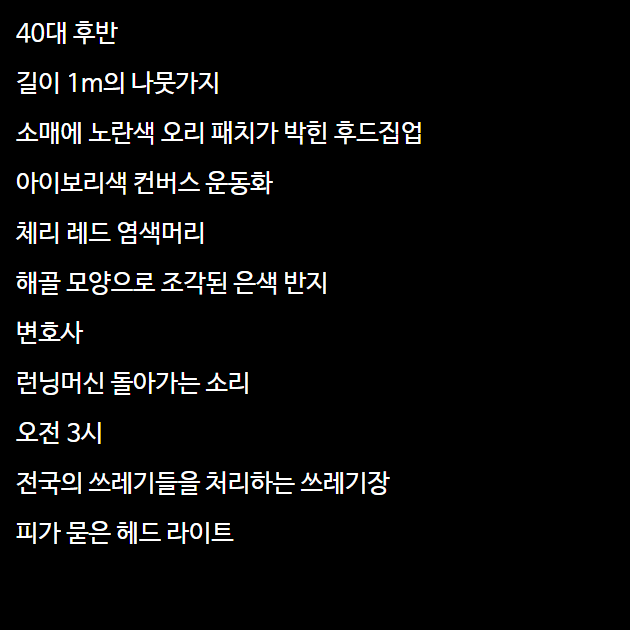 40대 후반
길이 1m의 나뭇가지
소매에 노란색 오리 패치가 박힌 후드집업
아이보리색 컨버스 운동화
체리 레드 염색머리
해골 모양으로 조각된 은색 반지
변호사
런닝머신 돌아가는 소리
오전 3시
전국의 쓰레기들을 처리하는 쓰레기장
피가 묻은 헤드 라이트